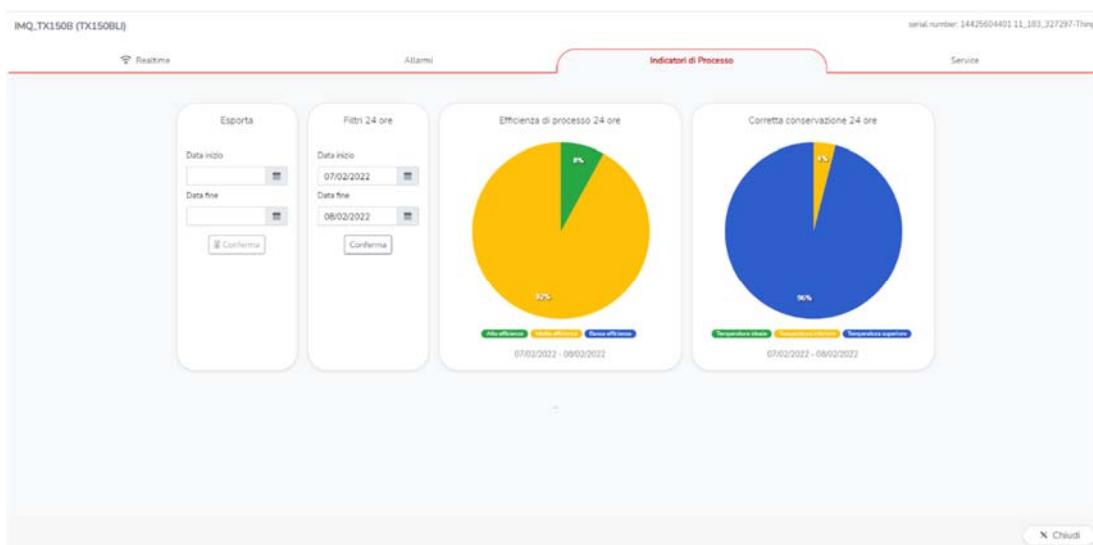 IMQ_TX150B (TX150BLI)
serial number: 14425604401 11_183_327297-Thing
Realtime
Allarmi
Indicatori di Processo
Service
Esporta
Data inizio
Data fine
Conferma
Filtri 24 ore
Data inizio
07/02/2022
Data fine
08/02/2022
Conferma
Efficienza di processo 24 ore
8%
92%
Alta efficienza Media efficienza Bassa efficienza
07/02/2022 - 08/02/2022
Corretta conservazione 24 ore
4%
96%
Temperatura ideale Temperatura inferiore Temperatura superiore
07/02/2022 - 08/02/2022
X Chiudi